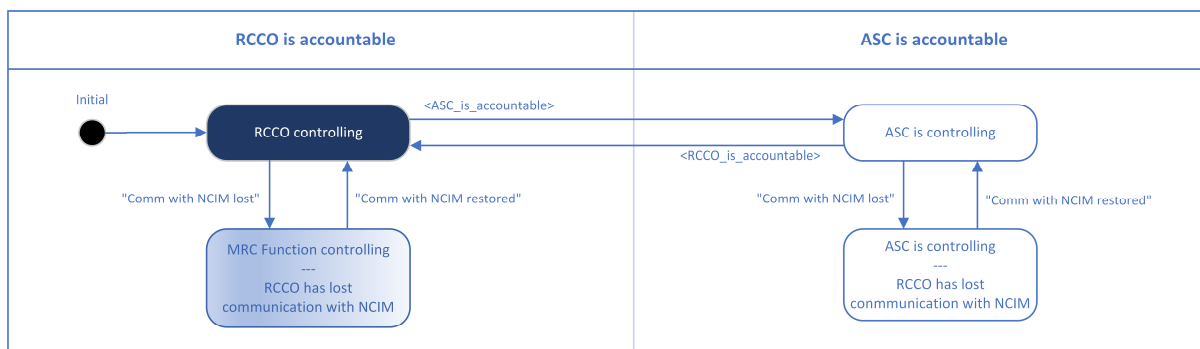 RCCO is accountable
ASC is accountable
Initial
RCCO controlling
<ASC_is_accountable>
<RCCO_is_accountable>
ASC is controlling
"Comm with NCIM lost"
"Comm with NCIM restored"
"Comm with NCIM lost"
"Comm with NCIM restored"
MRC Function controlling
---
RCCO has lost
communication with NCIM
ASC is controlling
---
RCCO has lost
conmmunication with NCIM